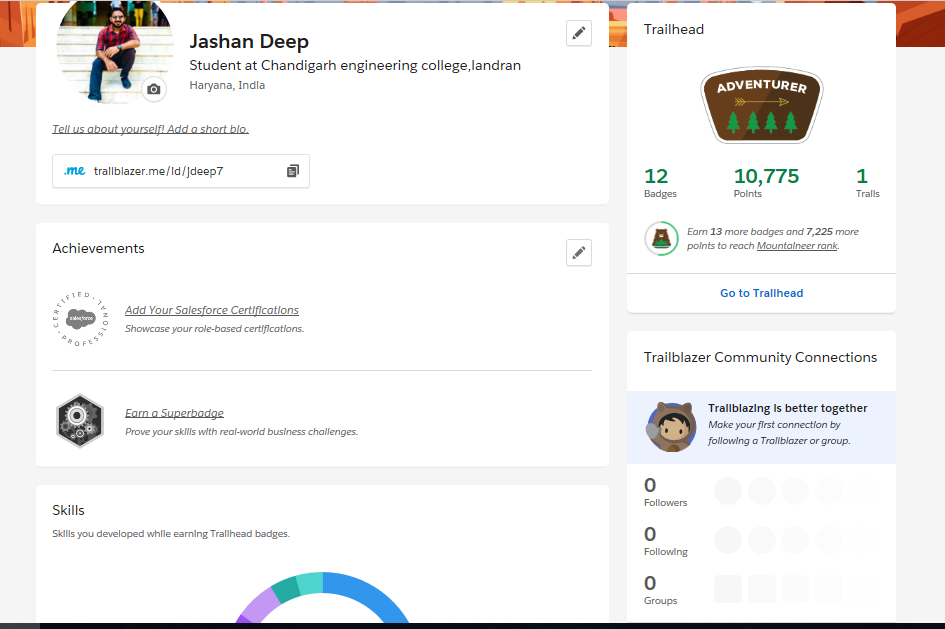 Jashan Deep
Student at Chandigarh engineering college,landran
Haryana, India
Tell us about yourself! Add a short bio.
.me trailblazer.me/id/jdeep7
Achievements
CERTIFIED · PROFESSIONAL ·
salesforce
Add Your Salesforce Certifications
Showcase your role-based certifications.
Earn a Superbadge
Prove your skills with real-world business challenges.
Skills
Skills you developed while earning Trailhead badges.
Trailhead
ADVENTURER
12 10,775 1
Badges Points Trails
Earn 13 more badges and 7,225 more
points to reach Mountaineer rank.
Go to Trailhead
Trailblazer Community Connections
Trailblazing is better together
Make your first connection by
following a Trailblazer or group.
0
Followers
0
Following
0
Groups